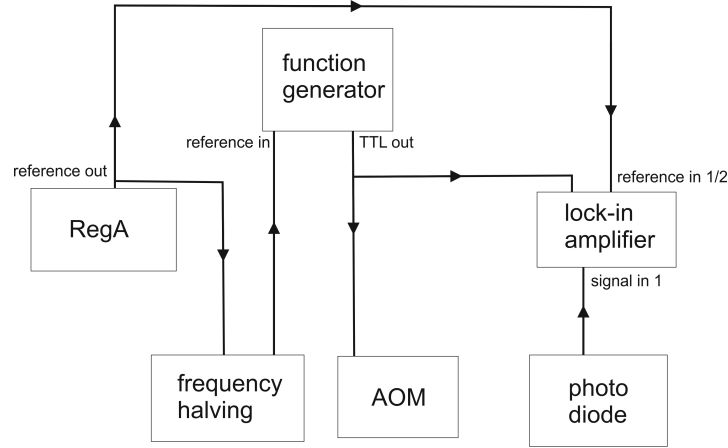 function
generator
reference in
TTL out
reference out
reference in 1/2
RegA
lock-in
amplifier
signal in 1
frequency
halving
AOM
photo
diode